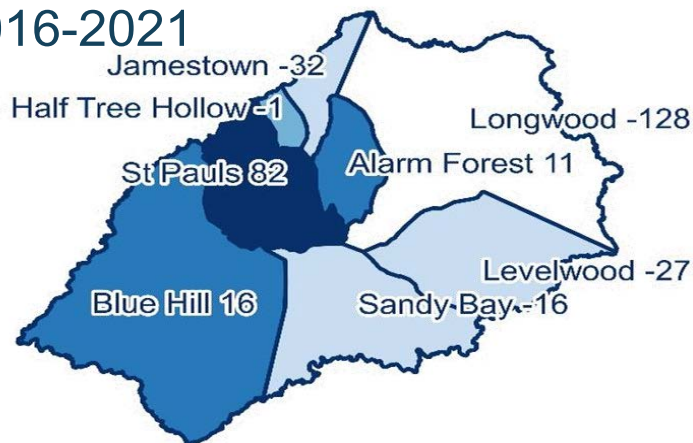 16-2021
Jamestown -32
Half Tree Hollow -1
Longwood -128
St Pauls 82
Alarm Forest 11
Levelwood -27
Blue Hill 16
Sandy Bay -16